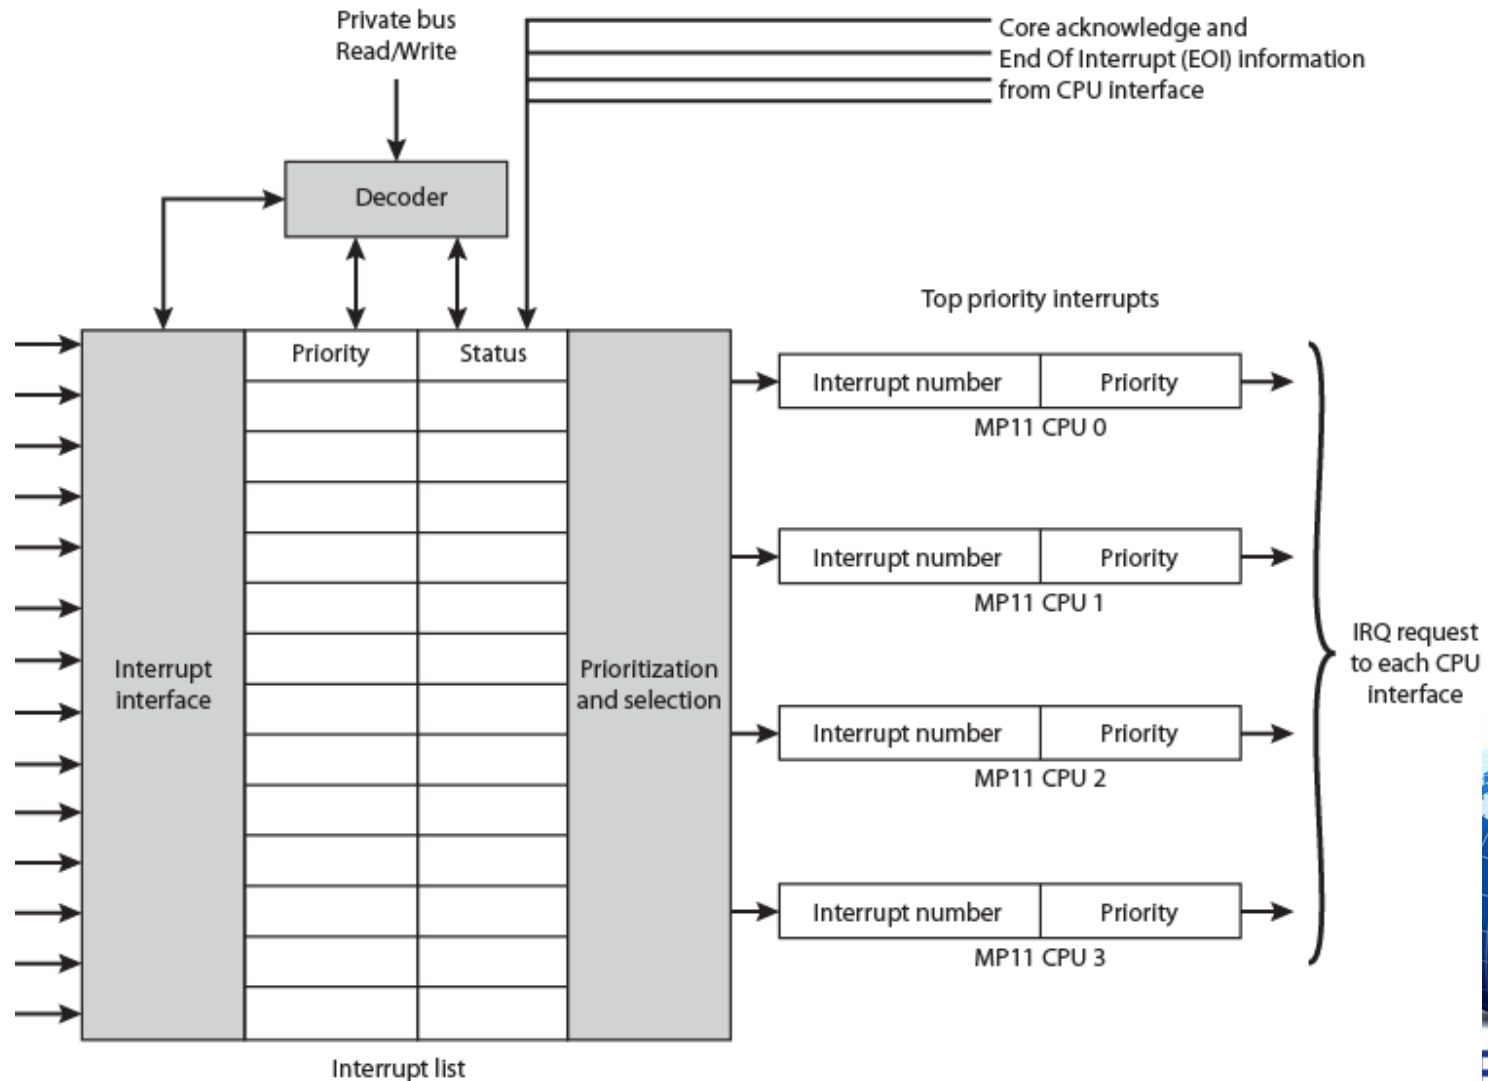 Private bus
Read/Write
Core acknowledge and
End Of Interrupt (EOI) information
from CPU interface
Decoder
Top priority interrupts
Priority
Status
Interrupt number
Priority
MP11 CPU 0
Interrupt number
Priority
MP11 CPU 1
Interrupt
interface
Prioritization
and selection
IRQ request
to each CPU
interface
Interrupt number
Priority
MP11 CPU 2
Interrupt number
Priority
MP11 CPU 3
Interrupt list